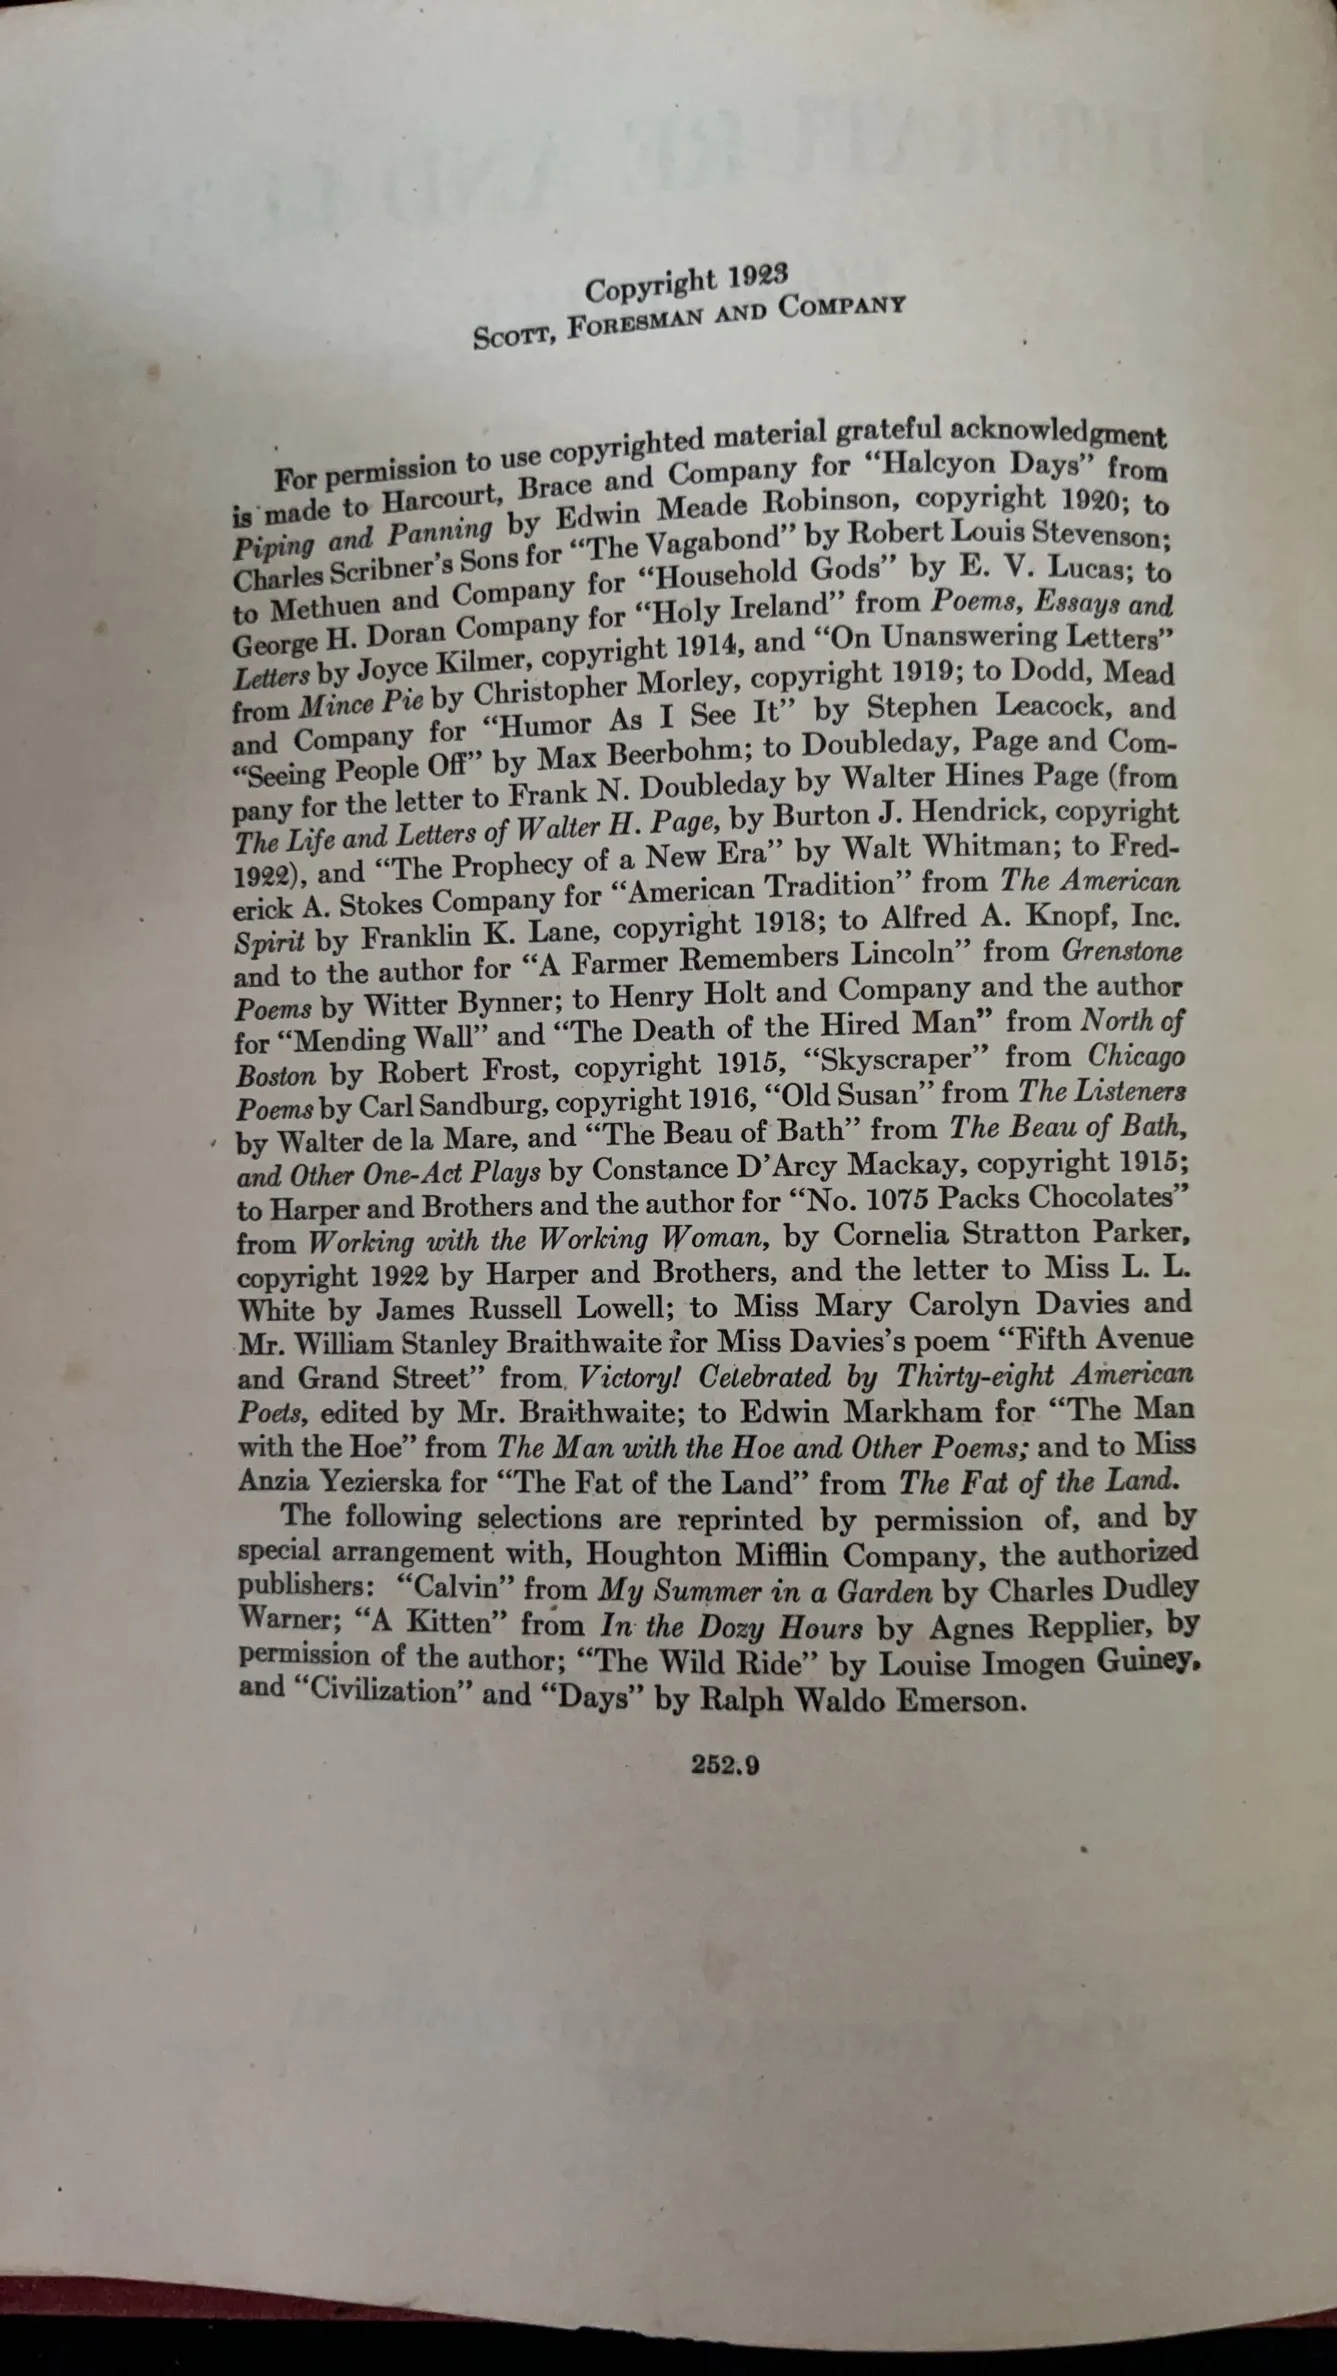 Copyright 1923
SCOTT, FORESMAN AND COMPANY
For permission to use copyrighted material grateful acknowledgment
is made to Harcourt, Brace and Company for “Halcyon Days” from
Piping and Panning by Edwin Meade Robinson, copyright 1920; to
Charles Scribner’s Sons for “The Vagabond” by Robert Louis Stevenson;
to Methuen and Company for “Household Gods” by E. V. Lucas; to
George H. Doran Company for “Holy Ireland” from Poems, Essays and
Letters by Joyce Kilmer, copyright 1914, and “On Unanswering Letters”
from Mince Pie by Christopher Morley, copyright 1919; to Dodd, Mead
and Company for “Humor As I See It” by Stephen Leacock, and
“Seeing People Off” by Max Beerbohm; to Doubleday, Page and Com-
pany for the letter to Frank N. Doubleday by Walter Hines Page (from
The Life and Letters of Walter H. Page, by Burton J. Hendrick, copyright
1922), and “The Prophecy of a New Era” by Walt Whitman; to Fred-
erick A. Stokes Company for “American Tradition” from The American
Spirit by Franklin K. Lane, copyright 1918; to Alfred A. Knopf, Inc.
and to the author for “A Farmer Remembers Lincoln” from Grenstone
Poems by Witter Bynner; to Henry Holt and Company and the author
for “Mending Wall” and “The Death of the Hired Man” from North of
Boston by Robert Frost, copyright 1915, “Skyscraper” from Chicago
Poems by Carl Sandburg, copyright 1916, “Old Susan” from The Listeners
by Walter de la Mare, and “The Beau of Bath” from The Beau of Bath,
and Other One-Act Plays by Constance D’Arcy Mackay, copyright 1915;
to Harper and Brothers and the author for “No. 1075 Packs Chocolates”
from Working with the Working Woman, by Cornelia Stratton Parker,
copyright 1922 by Harper and Brothers, and the letter to Miss L. L.
White by James Russell Lowell; to Miss Mary Carolyn Davies and
Mr. William Stanley Braithwaite for Miss Davies’s poem “Fifth Avenue
and Grand Street” from Victory! Celebrated by Thirty-eight American
Poets, edited by Mr. Braithwaite; to Edwin Markham for “The Man
with the Hoe” from The Man with the Hoe and Other Poems; and to Miss
Anzia Yezierska for “The Fat of the Land” from The Fat of the Land.
The following selections are reprinted by permission of, and by
special arrangement with, Houghton Mifflin Company, the authorized
publishers: “Calvin” from My Summer in a Garden by Charles Dudley
Warner; “A Kitten” from In the Dozy Hours by Agnes Repplier, by
permission of the author; “The Wild Ride” by Louise Imogen Guiney,
and “Civilization” and “Days” by Ralph Waldo Emerson.
252.9